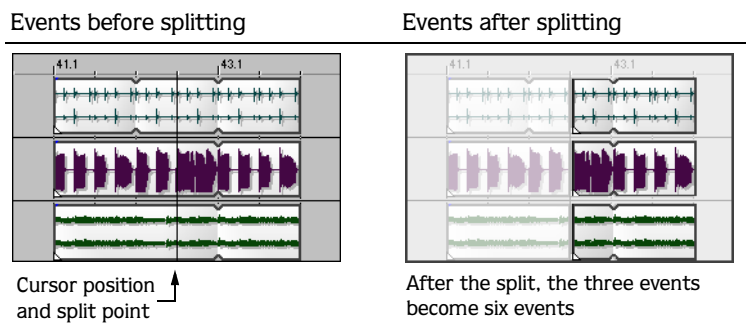 Events before splitting
Events after splitting
41.1 43.1
41.1 43.1
Cursor position
and split point
After the split, the three events
become six events